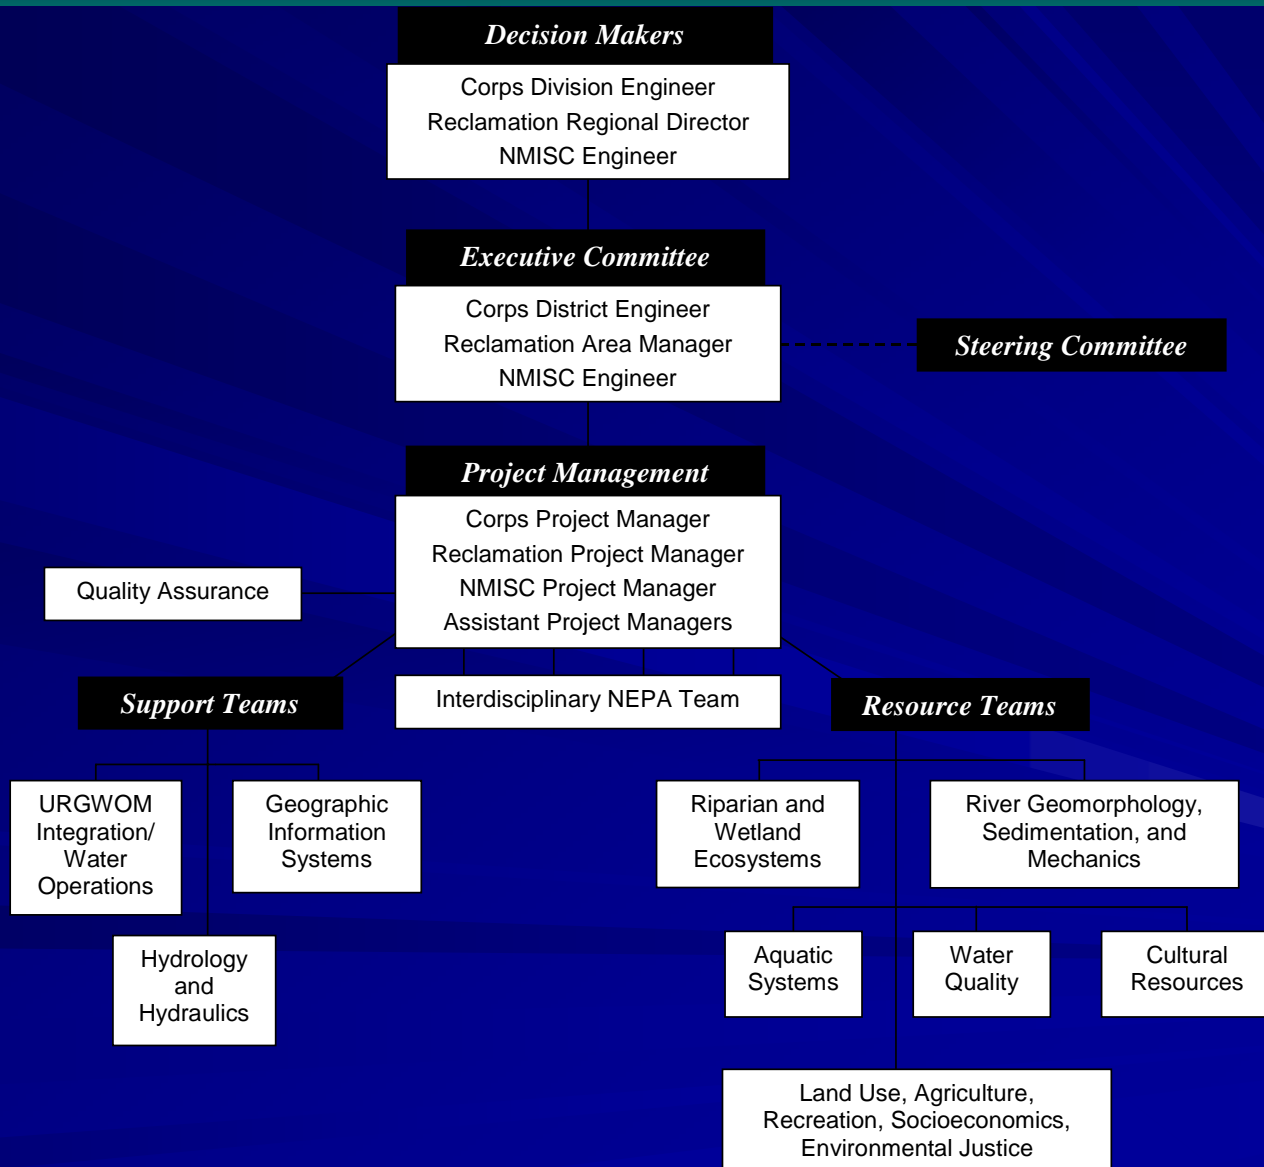 Decision Makers
Corps Division Engineer
Reclamation Regional Director
NMISC Engineer
Executive Committee
Corps District Engineer
Reclamation Area Manager
NMISC Engineer
Steering Committee
Project Management
Corps Project Manager
Reclamation Project Manager
NMISC Project Manager
Assistant Project Managers
Quality Assurance
Interdisciplinary NEPA Team
Support Teams
Resource Teams
URGWOM
Integration/
Water
Operations
Geographic
Information
Systems
Hydrology
and
Hydraulics
Riparian and
Wetland
Ecosystems
River Geomorphology,
Sedimentation, and
Mechanics
Aquatic
Systems
Water
Quality
Cultural
Resources
Land Use, Agriculture,
Recreation, Socioeconomics,
Environmental Justice